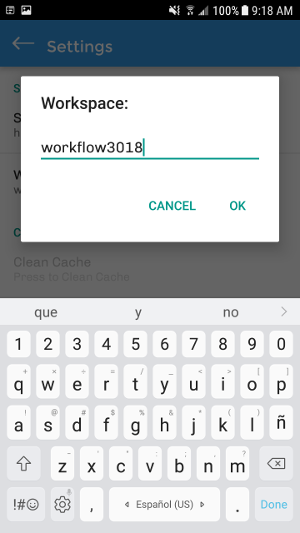 100% 9:18 AM
Settings
S
S
h
Workspace:
workflow3018
CANCEL OK
W
w
C
Clean Cache
Press to Clean Cache
que y no
1 2 3 4 5 6 7 8 9 0
+ × ÷ = / _ < > [ ]
q w e r t y u i o p
! @ # $ % & * ( )
a s d f g h j k l ñ
- ' " : ; , ?
z x c v b n m
!#☺ , Español (US) . Done